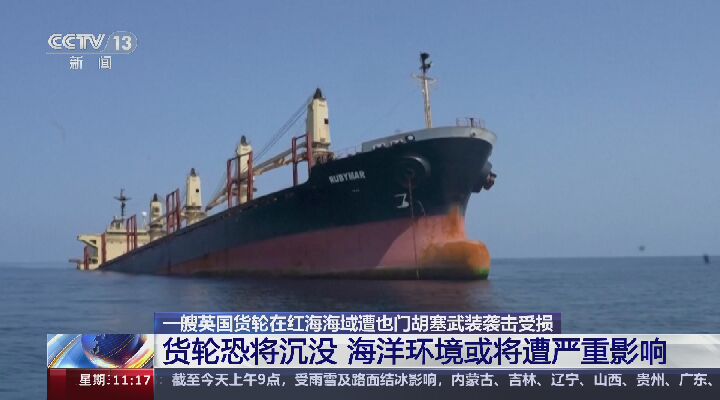 CCTV 13
新闻
RUBYMAR
一艘英国货轮在红海海域遭也门胡塞武装袭击受损
货轮恐将沉没 海洋环境或将遭严重影响
11:17 截至今天上午9点，受雨雪及路面结冰影响，内蒙古、吉林、辽宁、山西、贵州、广东、